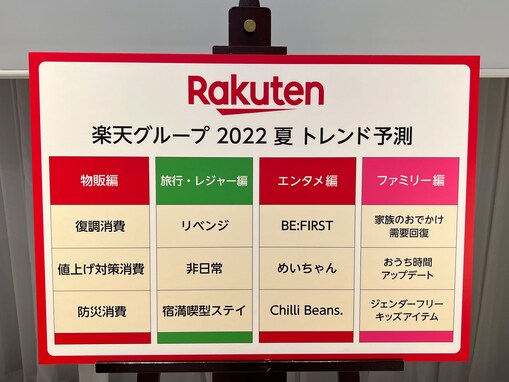 Rakuten
楽天グループ 2022 夏 トレンド予測
物販編
旅行・レジャー編
エンタメ編
ファミリー編
復調消費
リベンジ
BE:FIRST
家族のおでかけ
需要回復
値上げ対策消費
非日常
めいちゃん
おうち時間
アップデート
防災消費
宿満喫型ステイ
Chilli Beans.
ジェンダーフリー
キッズアイテム